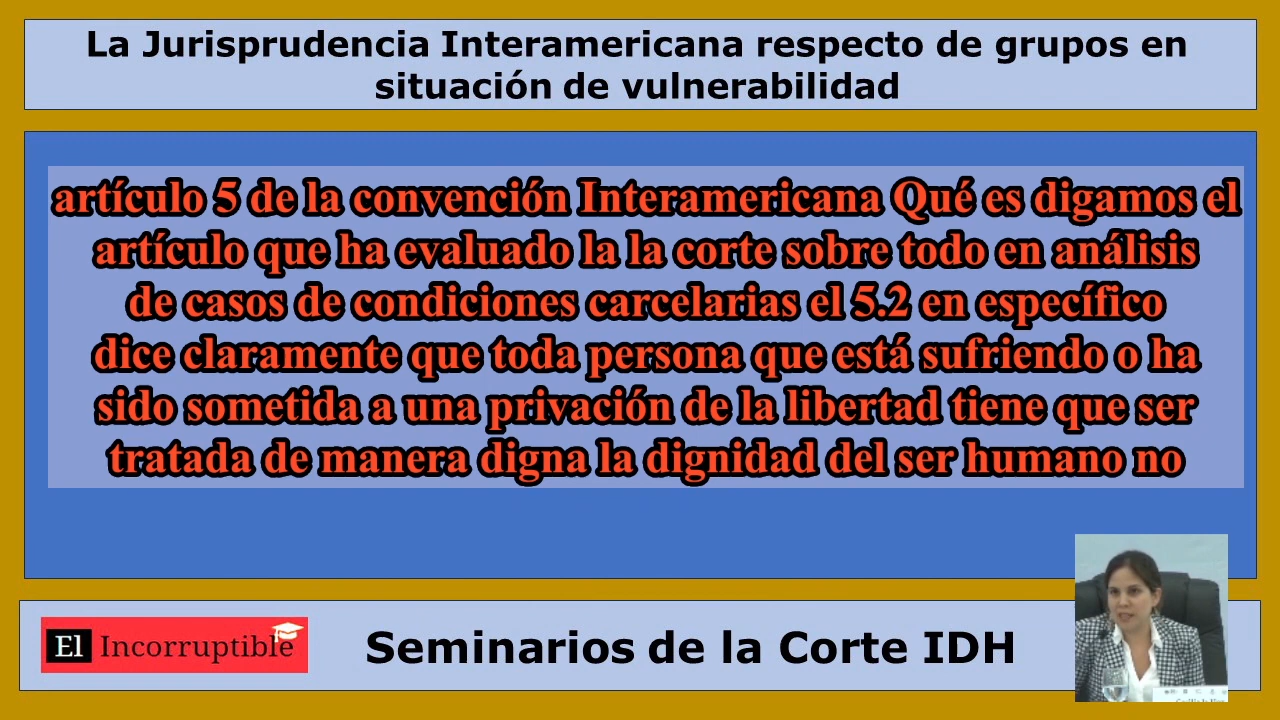 La Jurisprudencia Interamericana respecto de grupos en
situación de vulnerabilidad
artículo 5 de la convención Interamericana Qué es digamos el
artículo que ha evaluado la la corte sobre todo en análisis
de casos de condiciones carcelarias el 5.2 en específico
dice claramente que toda persona que está sufriendo o ha
sido sometida a una privación de la libertad tiene que ser
tratada de manera digna la dignidad del ser humano no
El Incorruptible
Seminarios de la Corte IDH